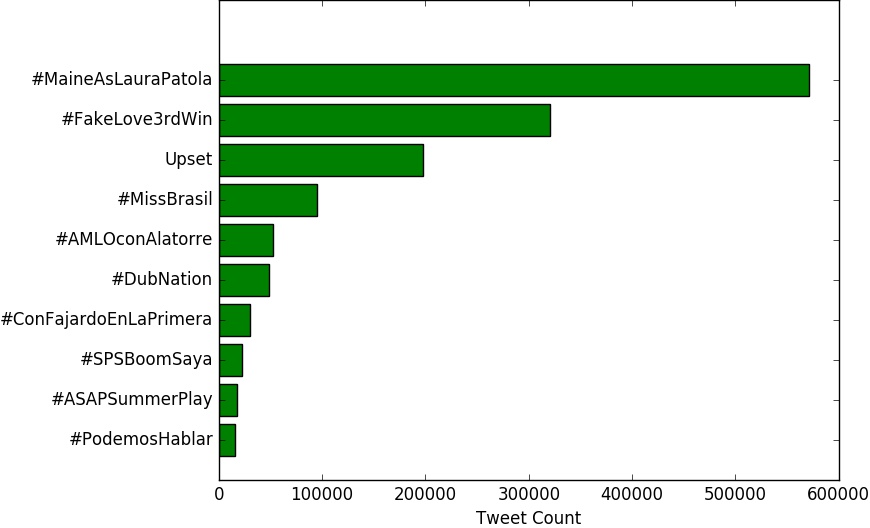 #MaineAsLauraPatola
#FakeLove3rdWin
Upset
#MissBrasil
#AMLOconAlatorre
#DubNation
#ConFajardoEnLaPrimera
#SPSBoomSaya
#ASAPSummerPlay
#PodemosHablar
0 100000 200000 300000 400000 500000 600000
Tweet Count